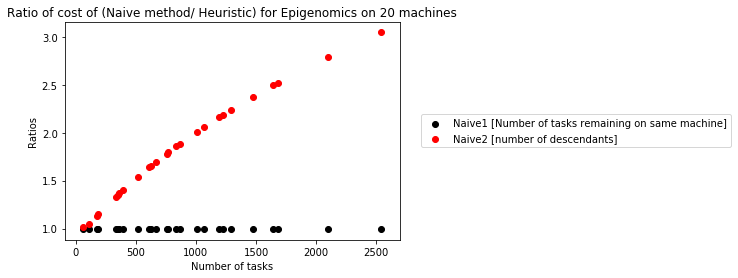 Ratio of cost of (Naive method/ Heuristic) for Epigenomics on 20 machines
3.0
2.5
2.0
1.5
1.0
Ratios
0 500 1000 1500 2000 2500
Number of tasks
Naive1 [Number of tasks remaining on same machine]
Naive2 [number of descendants]